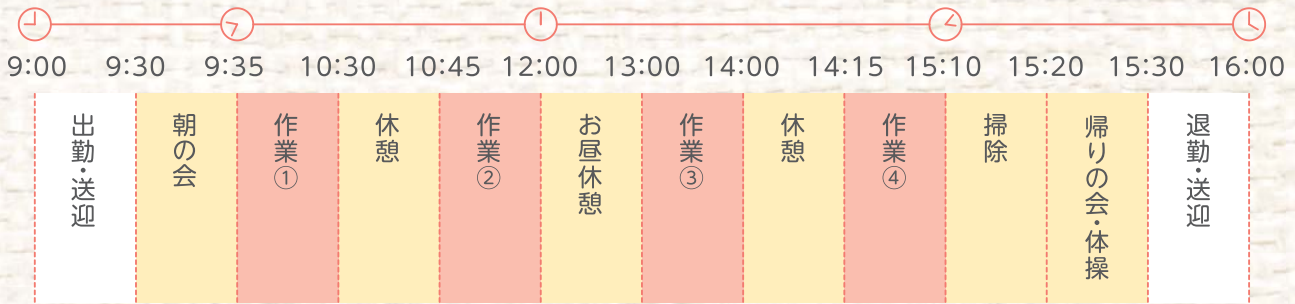 9:00 9:30 9:35 10:30 10:45 12:00 13:00 14:00 14:15 15:10 15:20 15:30 16:00
出勤・送迎
朝の会
作業①
休憩
作業②
お昼休憩
作業③
休憩
作業④
掃除
帰りの会・体操
退勤・送迎